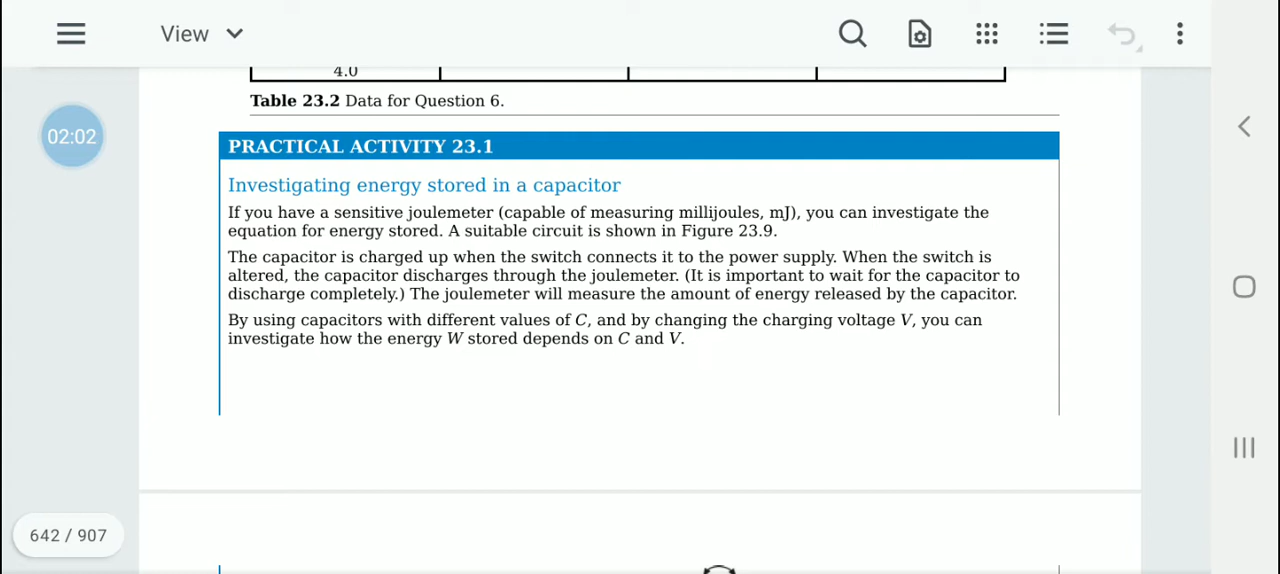 View
4.0
Table 23.2 Data for Question 6.
02:02
PRACTICAL ACTIVITY 23.1
Investigating energy stored in a capacitor
If you have a sensitive joulemeter (capable of measuring millijoules, mJ), you can investigate the
equation for energy stored. A suitable circuit is shown in Figure 23.9.
The capacitor is charged up when the switch connects it to the power supply. When the switch is
altered, the capacitor discharges through the joulemeter. (It is important to wait for the capacitor to
discharge completely.) The joulemeter will measure the amount of energy released by the capacitor.
By using capacitors with different values of C, and by changing the charging voltage V, you can
investigate how the energy W stored depends on C and V.
642 / 907